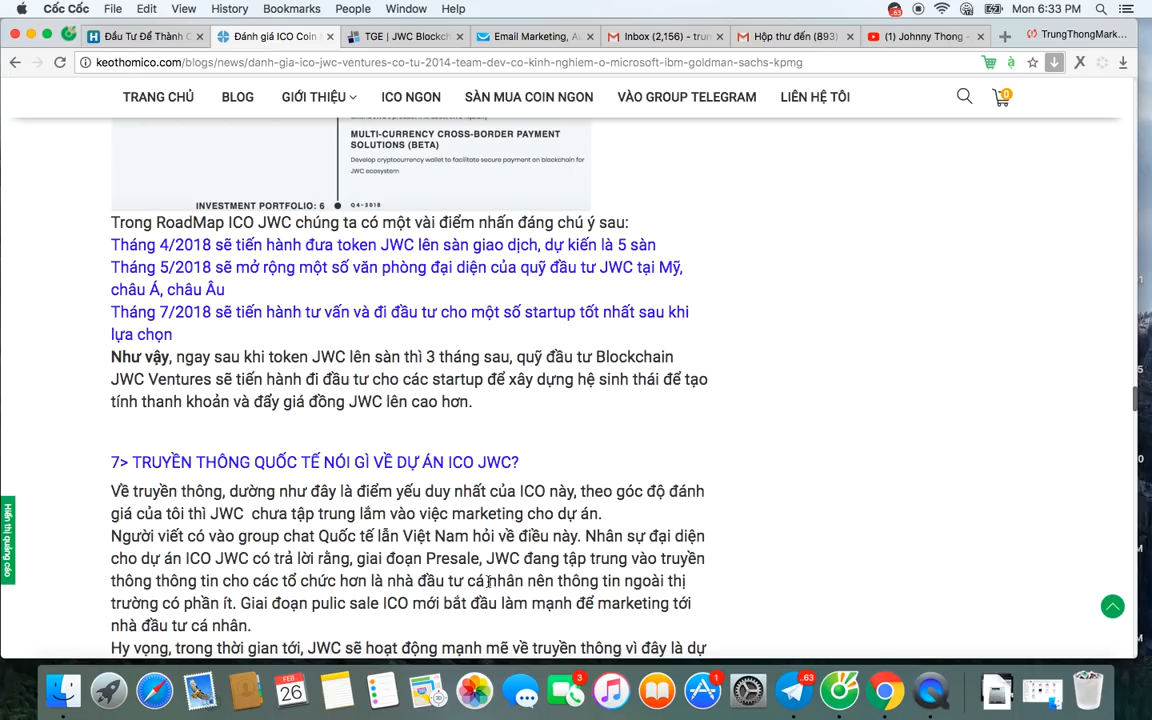 Cốc Cốc File Edit View History Bookmarks People Window Help Mon 6:33 PM
Đầu Tư Để Thành C Đánh giá ICO Coin TGE | JWC Blockch Email Marketing, Au Inbox (2,156) - trun Hộp thư đến (893) (1) Johnny Thong - TrungThongMark...
keothomico.com/blogs/news/danh-gia-ico-jwc-ventures-co-tu-2014-team-dev-co-kinh-nghiem-o-microsoft-ibm-goldman-sachs-kpmg
TRANG CHỦ BLOG GIỚI THIỆU ICO NGON SÀN MUA COIN NGON VÀO GROUP TELEGRAM LIÊN HỆ TÔI 0
MULTI-CURRENCY CROSS-BORDER PAYMENT
SOLUTIONS (BETA)
Develop cryptocurrency wallet to facilitate secure payment on blockchain for
JWC ecosystem
INVESTMENT PORTFOLIO: 6 Q4-2018
Trong RoadMap ICO JWC chúng ta có một vài điểm nhấn đáng chú ý sau:
Tháng 4/2018 sẽ tiến hành đưa token JWC lên sàn giao dịch, dự kiến là 5 sàn
Tháng 5/2018 sẽ mở rộng một số văn phòng đại diện của quỹ đầu tư JWC tại Mỹ,
châu Á, châu Âu
Tháng 7/2018 sẽ tiến hành tư vấn và đi đầu tư cho một số startup tốt nhất sau khi
lựa chọn
Như vậy, ngay sau khi token JWC lên sàn thì 3 tháng sau, quỹ đầu tư Blockchain
JWC Ventures sẽ tiến hành đi đầu tư cho các startup để xây dựng hệ sinh thái để tạo
tính thanh khoản và đẩy giá đồng JWC lên cao hơn.
7> TRUYỀN THÔNG QUỐC TẾ NÓI GÌ VỀ DỰ ÁN ICO JWC?
Về truyền thông, dường như đây là điểm yếu duy nhất của ICO này, theo góc độ đánh
giá của tôi thì JWC chưa tập trung lắm vào việc marketing cho dự án.
Người viết có vào group chat Quốc tế lẫn Việt Nam hỏi về điều này. Nhân sự đại diện
cho dự án ICO JWC có trả lời rằng, giai đoạn Presale, JWC đang tập trung vào truyền
thông thông tin cho các tổ chức hơn là nhà đầu tư cá nhân nên thông tin ngoài thị
trường có phần ít. Giai đoạn pulic sale ICO mới bắt đầu làm mạnh để marketing tới
nhà đầu tư cá nhân.
Hy vọng, trong thời gian tới, JWC sẽ hoạt động mạnh mẽ về truyền thông vì đây là dự
Hiển thị quảng cáo
FEB
26
3
1
63